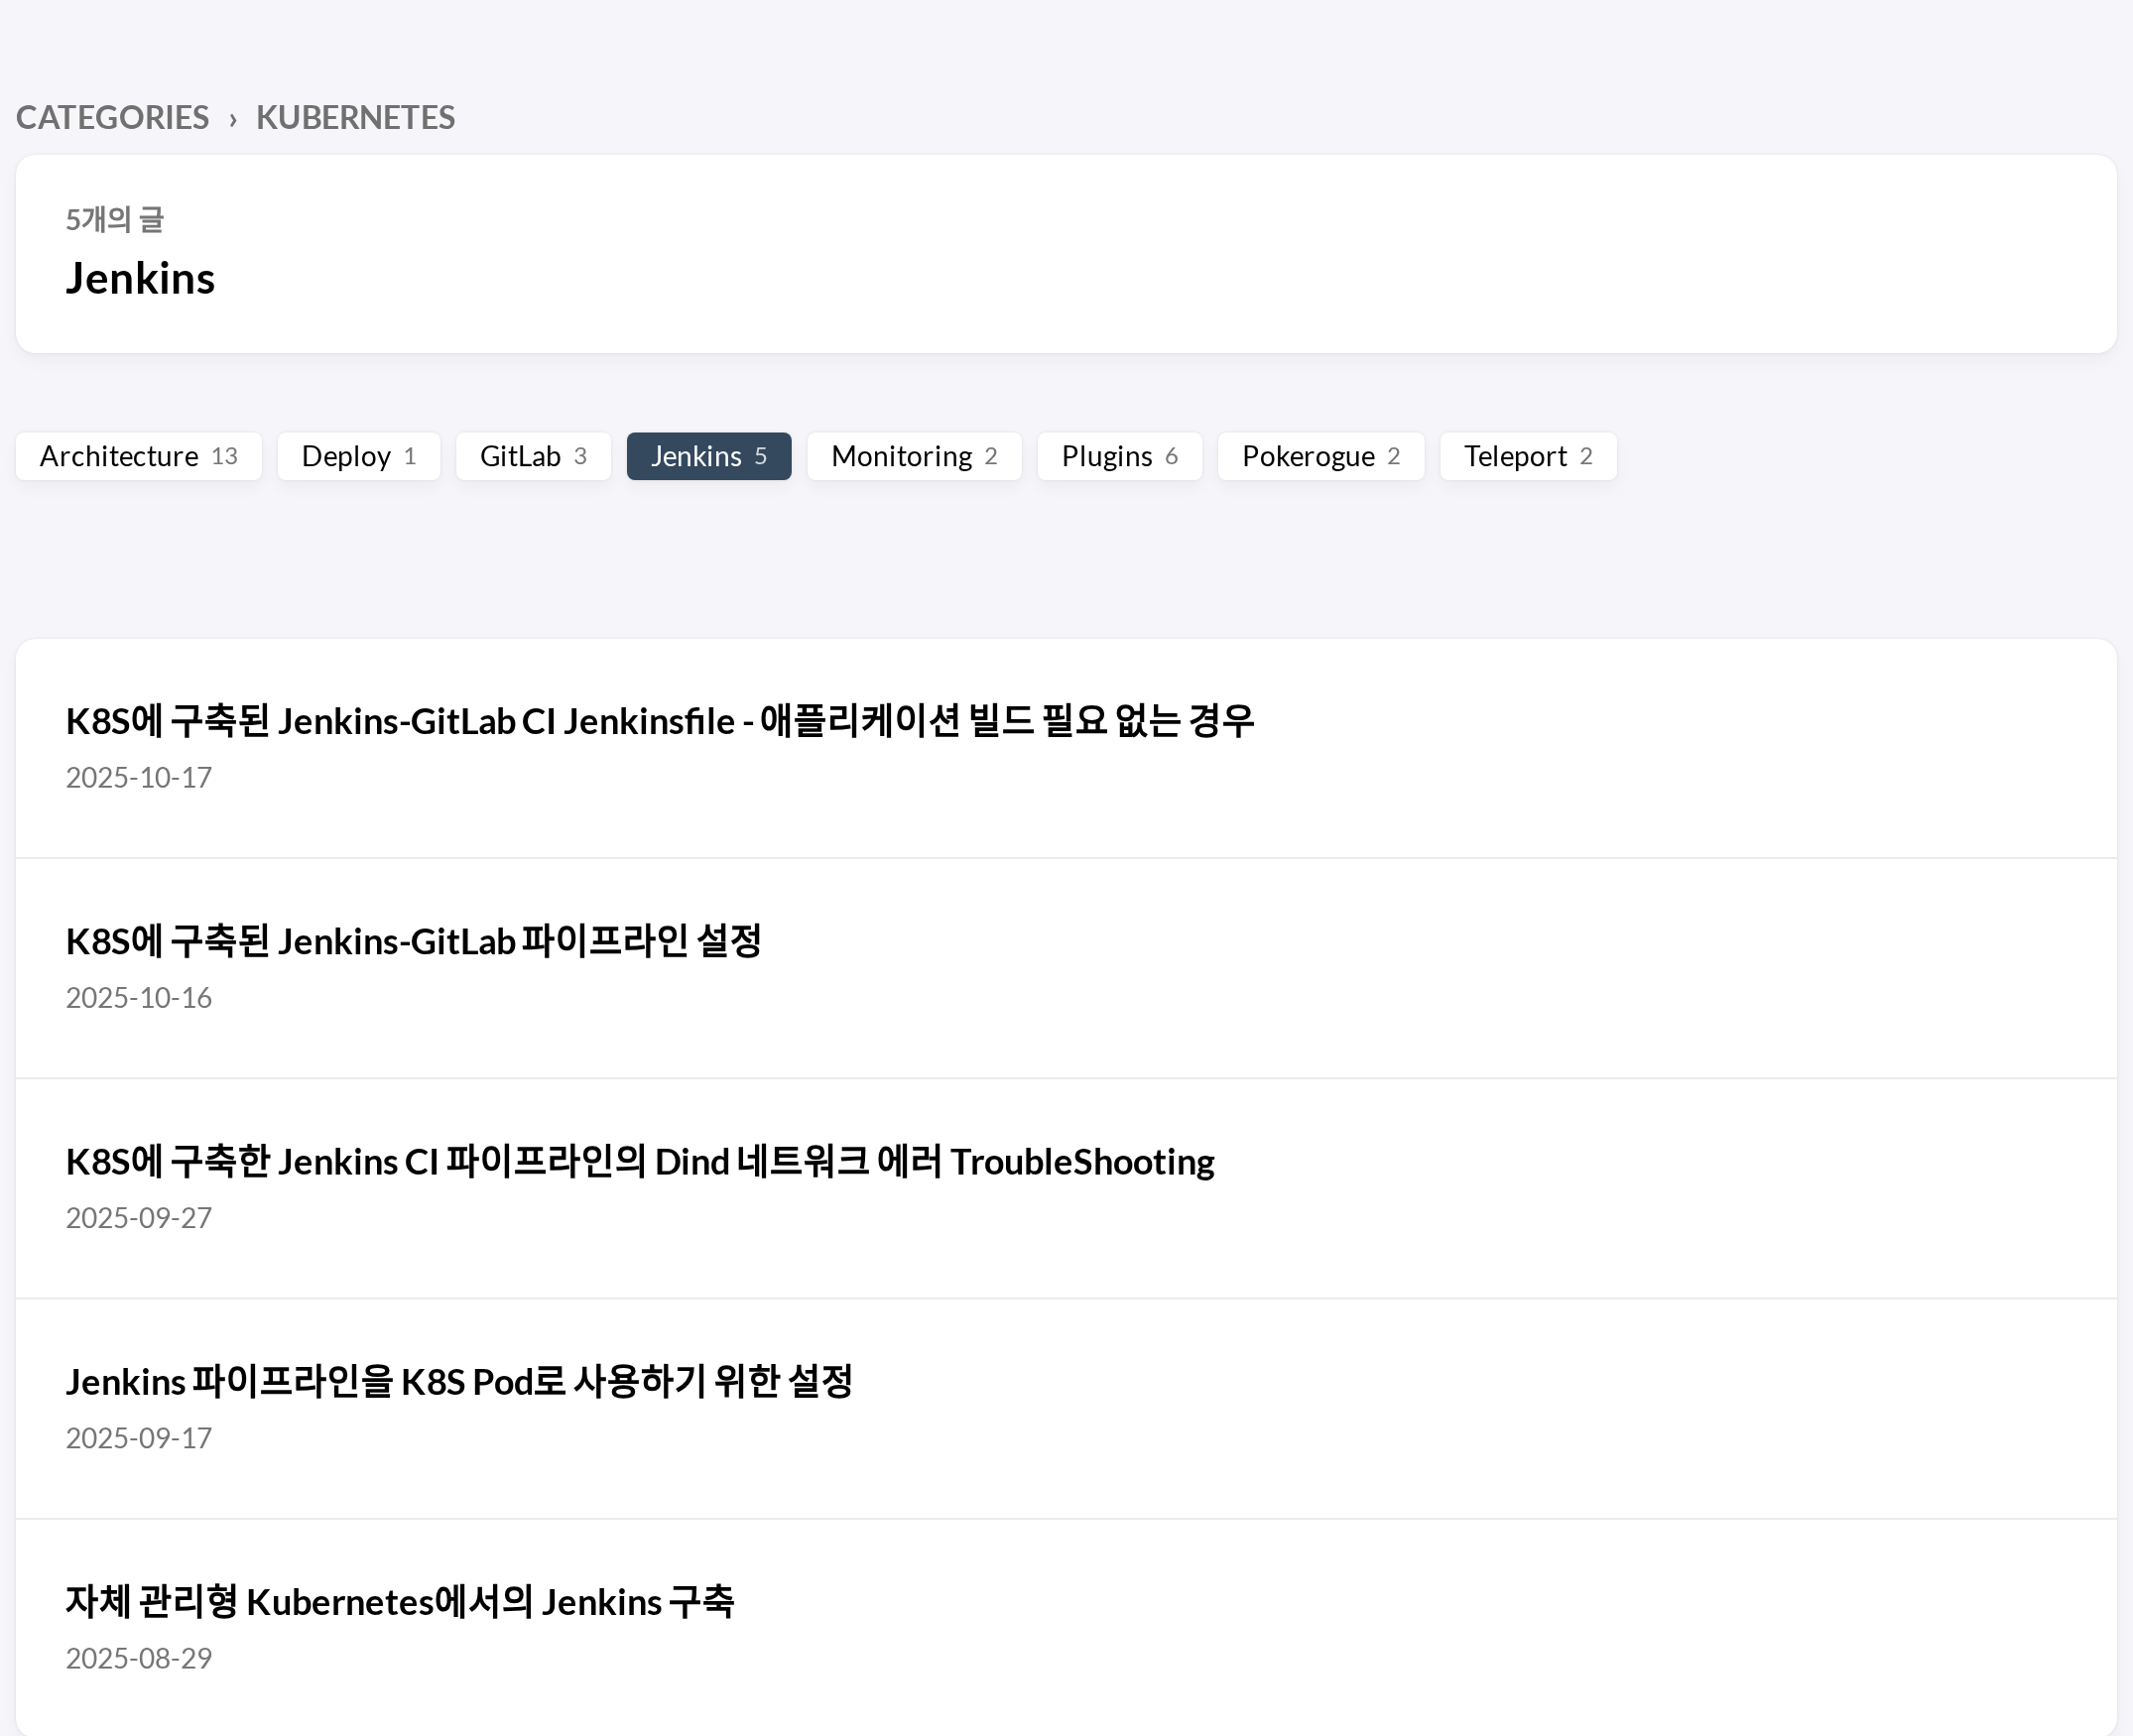 CATEGORIES › KUBERNETES
5개의 글
Jenkins
Architecture 13 Deploy 1 GitLab 3 Jenkins 5 Monitoring 2 Plugins 6 Pokerogue 2 Teleport 2
K8S에 구축된 Jenkins-GitLab CI Jenkinsfile - 애플리케이션 빌드 필요 없는 경우
2025-10-17
K8S에 구축된 Jenkins-GitLab 파이프라인 설정
2025-10-16
K8S에 구축한 Jenkins CI 파이프라인의 Dind 네트워크 에러 TroubleShooting
2025-09-27
Jenkins 파이프라인을 K8S Pod로 사용하기 위한 설정
2025-09-17
자체 관리형 Kubernetes에서의 Jenkins 구축
2025-08-29